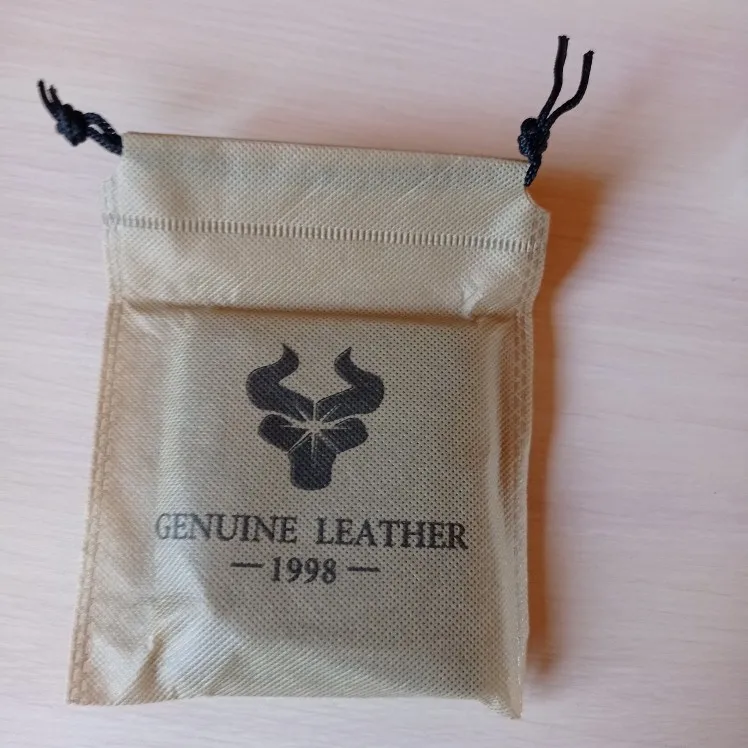 GENUINE LEATHER
— 1998 —